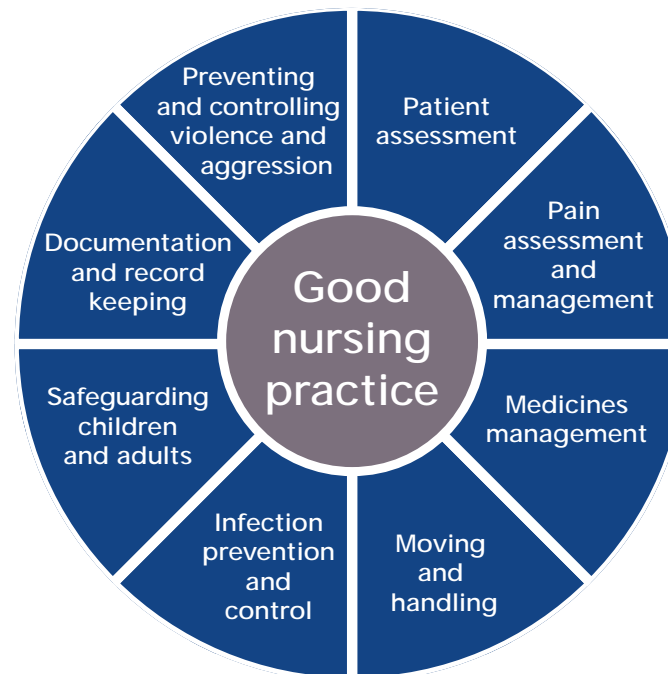 Preventing
and controlling
violence and
aggression
Patient
assessment
Pain
assessment
and
management
Medicines
management
Moving
and
handling
Infection
prevention
and
control
Safeguarding
children
and adults
Documentation
and record
keeping
Good
nursing
practice